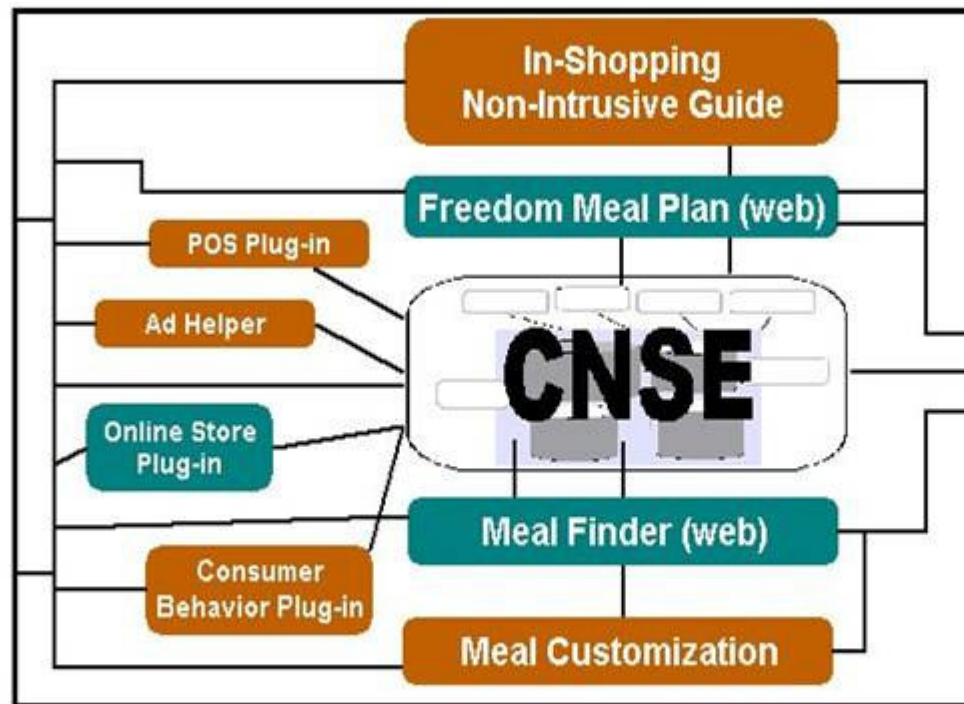 In-Shopping
Non-Intrusive Guide
Freedom Meal Plan (web)
POS Plug-in
Ad Helper
CNSE
Online Store
Plug-in
Meal Finder (web)
Consumer
Behavior Plug-in
Meal Customization